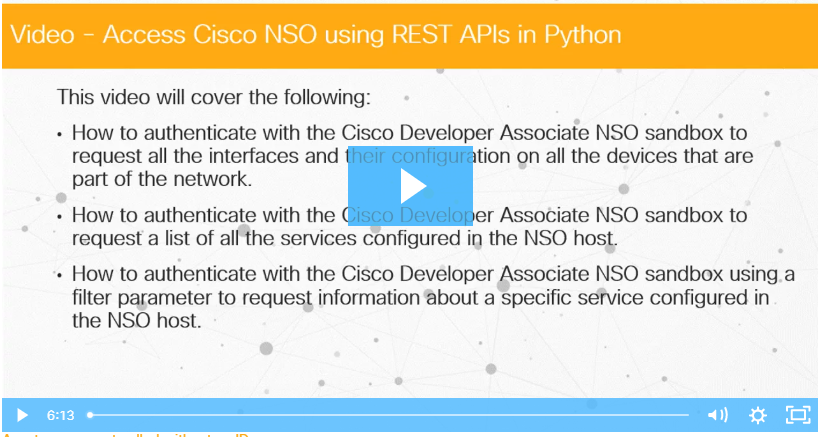 Video - Access Cisco NSO using REST APIs in Python
This video will cover the following:
• How to authenticate with the Cisco Developer Associate NSO sandbox to
request all the interfaces and their configuration on all the devices that are
part of the network.
• How to authenticate with the Cisco Developer Associate NSO sandbox to
request a list of all the services configured in the NSO host.
• How to authenticate with the Cisco Developer Associate NSO sandbox using a
filter parameter to request information about a specific service configured in
the NSO host.
6:13